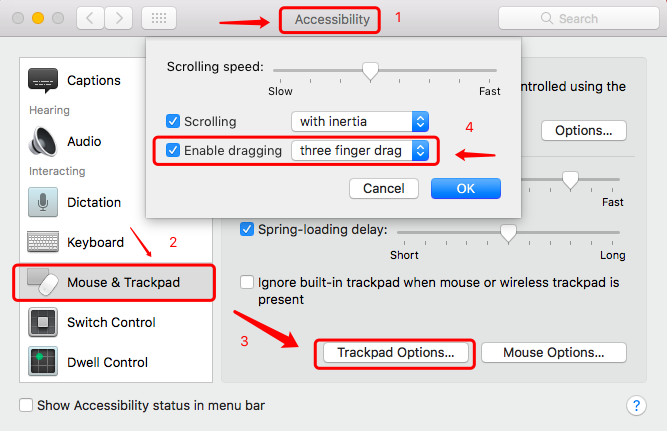 Accessibility
1
Search
Captions
Hearing
Audio
Interacting
Dictation
Keyboard
2
Mouse & Trackpad
Switch Control
Dwell Control
Scrolling speed:
Slow
Fast
Scrolling
with inertia
4
Enable dragging
three finger drag
Cancel
OK
ntrolled using the
Options...
Fast
Spring-loading delay:
Short
Long
Ignore built-in trackpad when mouse or wireless trackpad is
present
3
Trackpad Options...
Mouse Options...
Show Accessibility status in menu bar
?